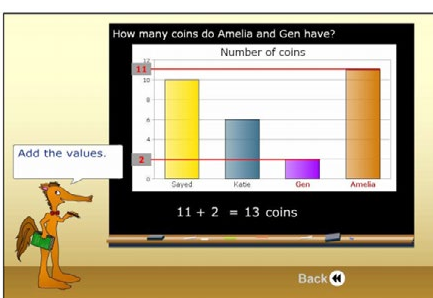 How many coins do Amelia and Gen have?
Number of coins
12
11
10
8
6
4
2
0
Sayed Katie Gen Amelia
Add the values.
11 + 2 = 13 coins
Back